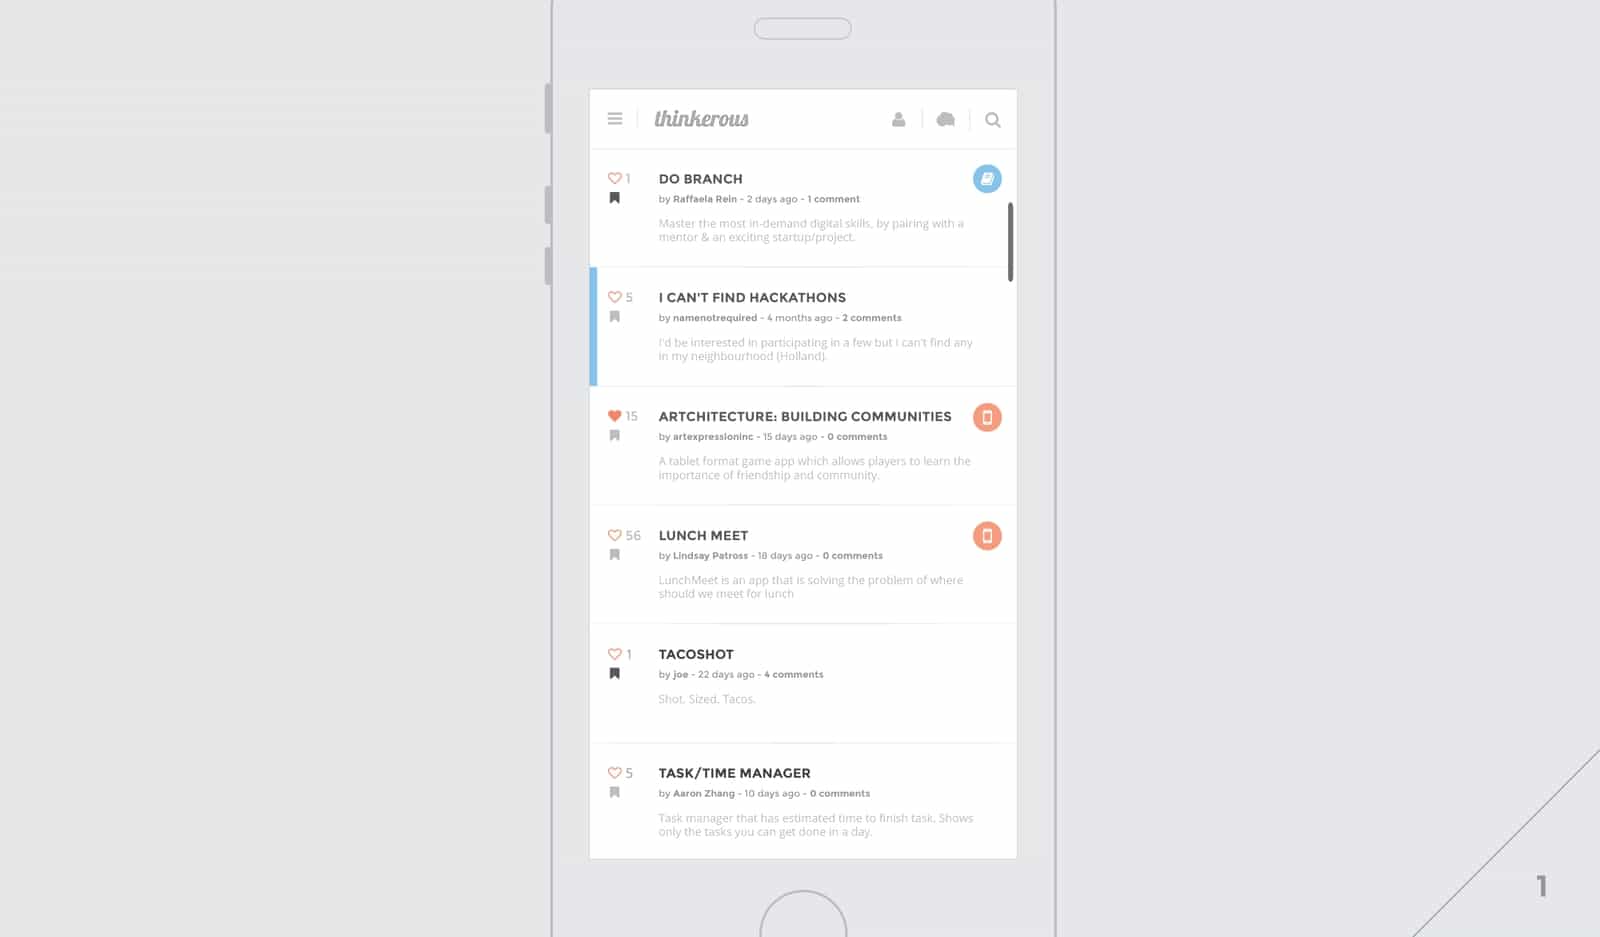 thinkerous
1
DO BRANCH
by Raffaela Rein - 2 days ago - 1 comment
Master the most in-demand digital skills, by pairing with a
mentor & an exciting startup/project.
5
I CAN'T FIND HACKATHONS
by namenotrequired - 4 months ago - 2 comments
I'd be interested in participating in a few but I can't find any
in my neighbourhood (Holland).
15
ARTCHITECTURE: BUILDING COMMUNITIES
by artexpressioninc - 15 days ago - 0 comments
A tablet format game app which allows players to learn the
importance of friendship and community.
56
LUNCH MEET
by Lindsay Patross - 18 days ago - 0 comments
LunchMeet is an app that is solving the problem of where
should we meet for lunch
1
TACOSHOT
by joe - 22 days ago - 4 comments
Shot. Sized. Tacos.
5
TASK/TIME MANAGER
by Aaron Zhang - 10 days ago - 0 comments
Task manager that has estimated time to finish task. Shows
only the tasks you can get done in a day.
1